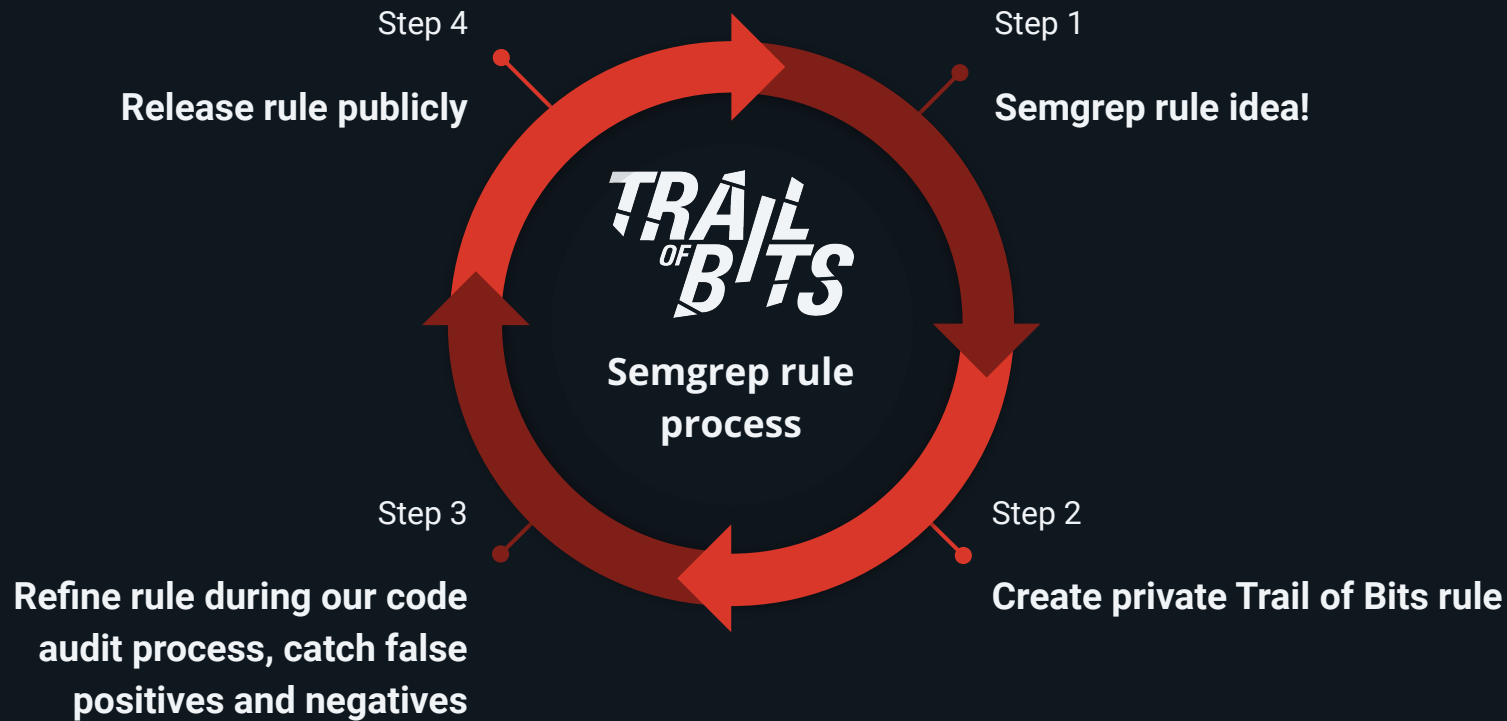 Step 1
Semgrep rule idea!
Step 2
Create private Trail of Bits rule
Step 3
Refine rule during our code
audit process, catch false
positives and negatives
Step 4
Release rule publicly
TRAIL
OF
BITS
Semgrep rule
process